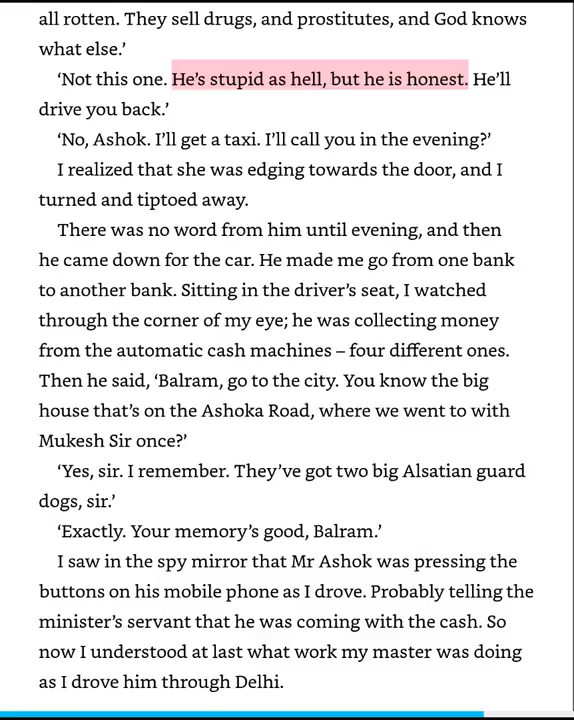 all rotten. They sell drugs, and prostitutes, and God knows
what else.’
‘Not this one. He’s stupid as hell, but he is honest. He’ll
drive you back.’
‘No, Ashok. I’ll get a taxi. I’ll call you in the evening?’
I realized that she was edging towards the door, and I
turned and tiptoed away.
There was no word from him until evening, and then
he came down for the car. He made me go from one bank
to another bank. Sitting in the driver’s seat, I watched
through the corner of my eye; he was collecting money
from the automatic cash machines – four different ones.
Then he said, ‘Balram, go to the city. You know the big
house that’s on the Ashoka Road, where we went to with
Mukesh Sir once?’
‘Yes, sir. I remember. They’ve got two big Alsatian guard
dogs, sir.’
‘Exactly. Your memory’s good, Balram.’
I saw in the spy mirror that Mr Ashok was pressing the
buttons on his mobile phone as I drove. Probably telling the
minister’s servant that he was coming with the cash. So
now I understood at last what work my master was doing
as I drove him through Delhi.